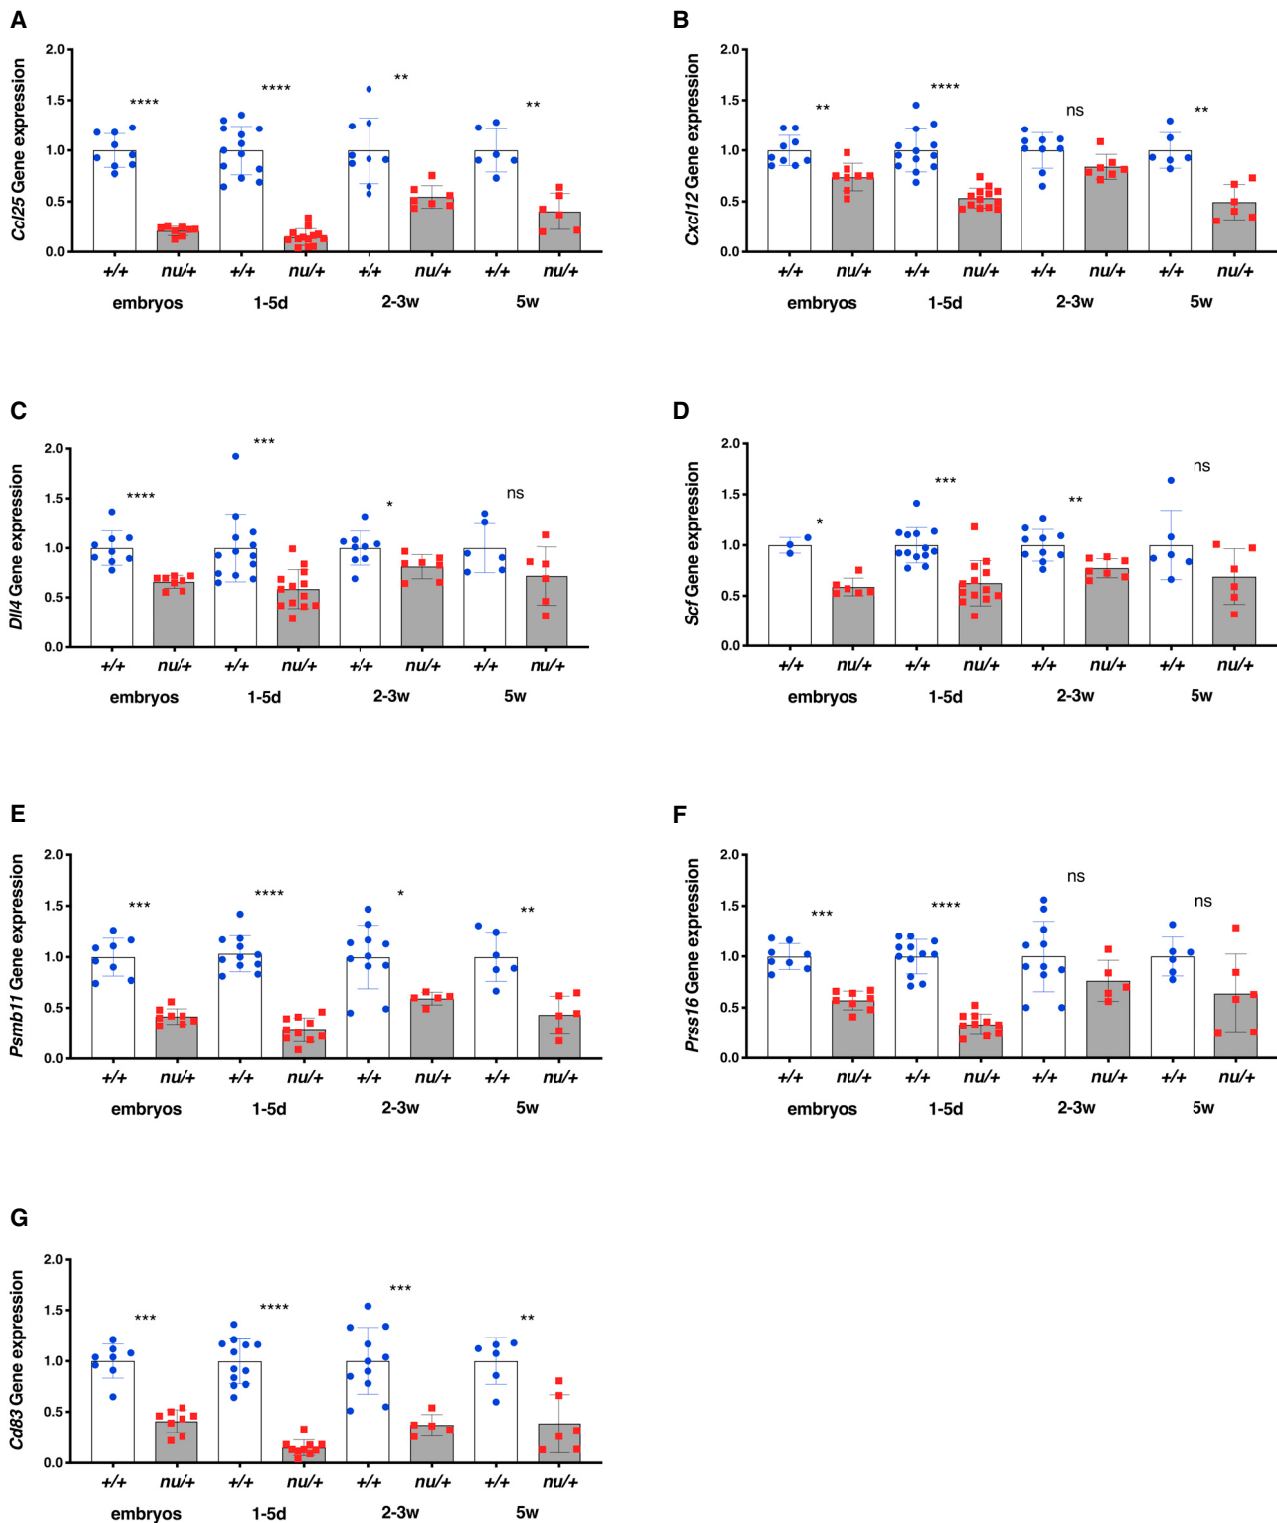 A
B
Ccl25 Gene expression
2.0
1.5
1.0
0.5
0.0
****
****
**
**
+/+ nu/+ +/+ nu/+ +/+ nu/+ +/+ nu/+
embryos 1-5d 2-3w 5w
Cxcl12 Gene expression
2.0
1.5
1.0
0.5
0.0
**
****
ns
**
+/+ nu/+ +/+ nu/+ +/+ nu/+ +/+ nu/+
embryos 1-5d 2-3w 5w
C
D
Dll4 Gene expression
2.0
1.5
1.0
0.5
0.0
****
***
*
ns
+/+ nu/+ +/+ nu/+ +/+ nu/+ +/+ nu/+
embryos 1-5d 2-3w 5w
Scf Gene expression
2.0
1.5
1.0
0.5
0.0
*
***
**
ns
+/+ nu/+ +/+ nu/+ +/+ nu/+ +/+ nu/+
embryos 1-5d 2-3w 5w
E
F
Psmb11 Gene expression
2.0
1.5
1.0
0.5
0.0
***
****
*
**
+/+ nu/+ +/+ nu/+ +/+ nu/+ +/+ nu/+
embryos 1-5d 2-3w 5w
Prss16 Gene expression
2.0
1.5
1.0
0.5
0.0
***
****
ns
ns
+/+ nu/+ +/+ nu/+ +/+ nu/+ +/+ nu/+
embryos 1-5d 2-3w 5w
G
Cd83 Gene expression
2.0
1.5
1.0
0.5
0.0
***
****
***
**
+/+ nu/+ +/+ nu/+ +/+ nu/+ +/+ nu/+
embryos 1-5d 2-3w 5w